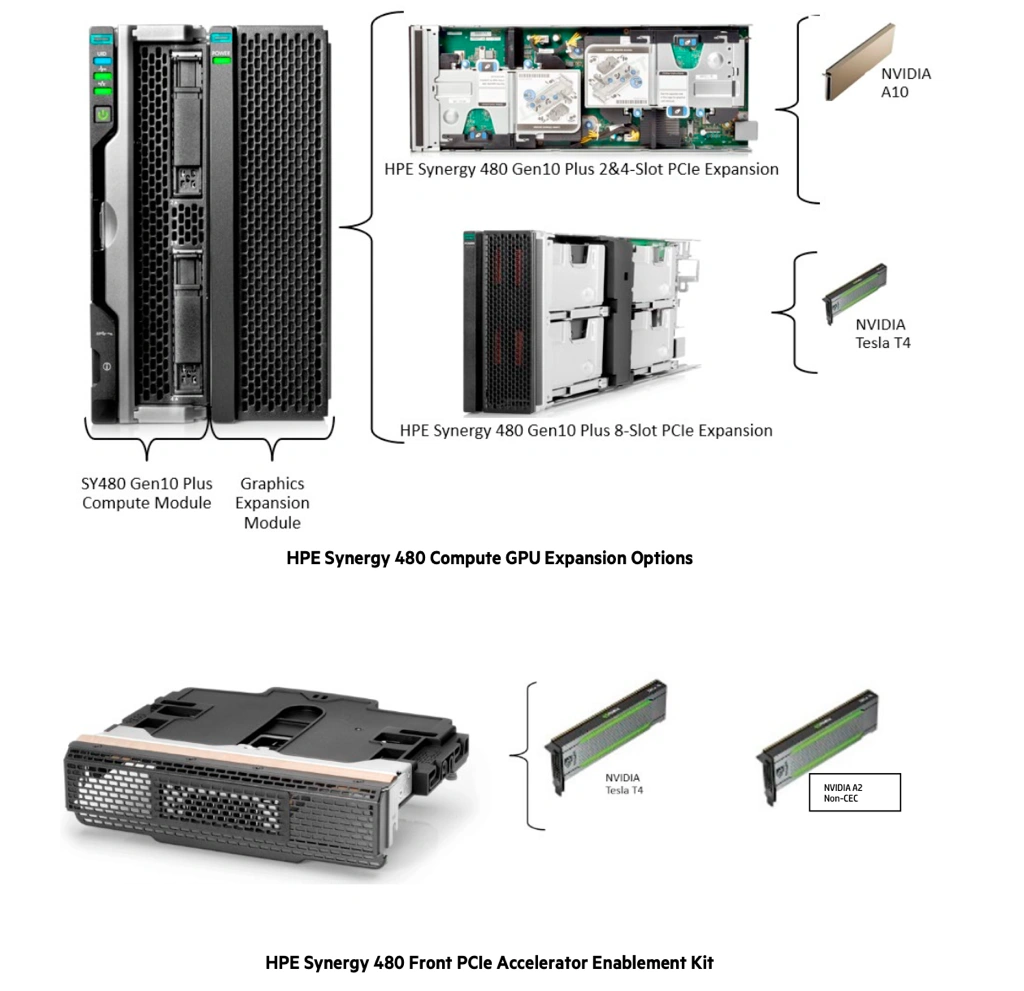 UID
POWER
NVIDIA
A10
HPE Synergy 480 Gen10 Plus 2&4-Slot PCIe Expansion
NVIDIA
Tesla T4
HPE Synergy 480 Gen10 Plus 8-Slot PCIe Expansion
SY480 Gen10 Plus
Compute Module
Graphics
Expansion
Module
HPE Synergy 480 Compute GPU Expansion Options
NVIDIA
Tesla T4
NVIDIA A2
Non-CEC
HPE Synergy 480 Front PCIe Accelerator Enablement Kit